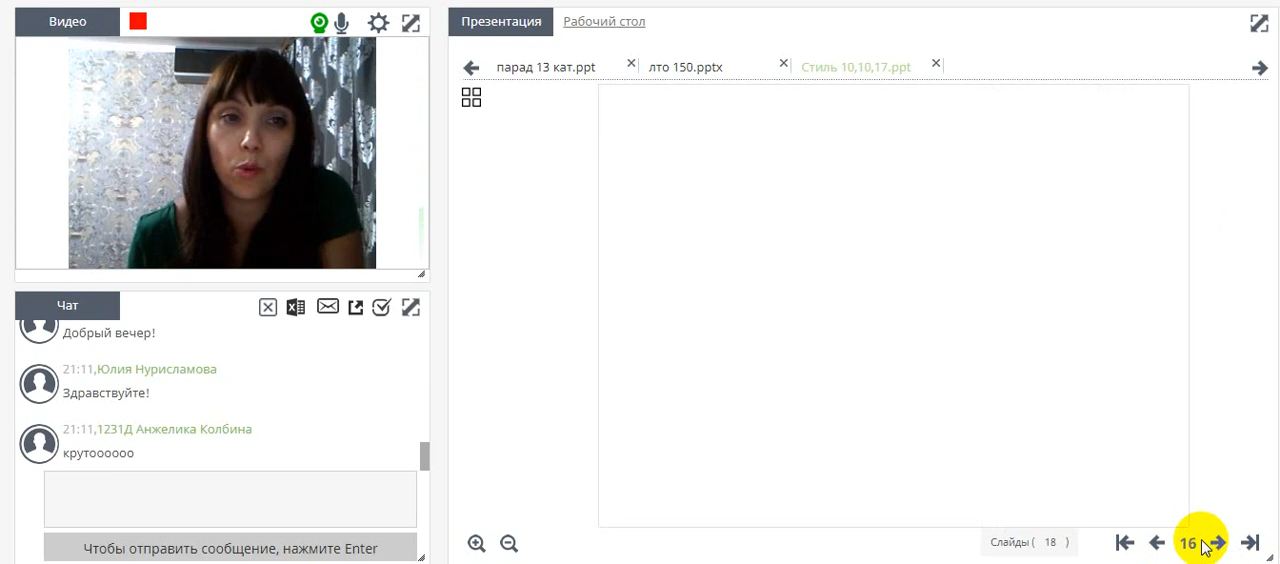 Видео
Добрый вечер!
21:11,Юлия Нурисламова
Здравствуйте!
21:11,1231Д Анжелика Колбина
крутоооооо
Чат
Чтобы отправить сообщение, нажмите Enter
Презентация
Рабочий стол
парад 13 кат.ppt
лто 150.pptx
Стиль 10,10,17.ppt
Слайды ( 18 )
16